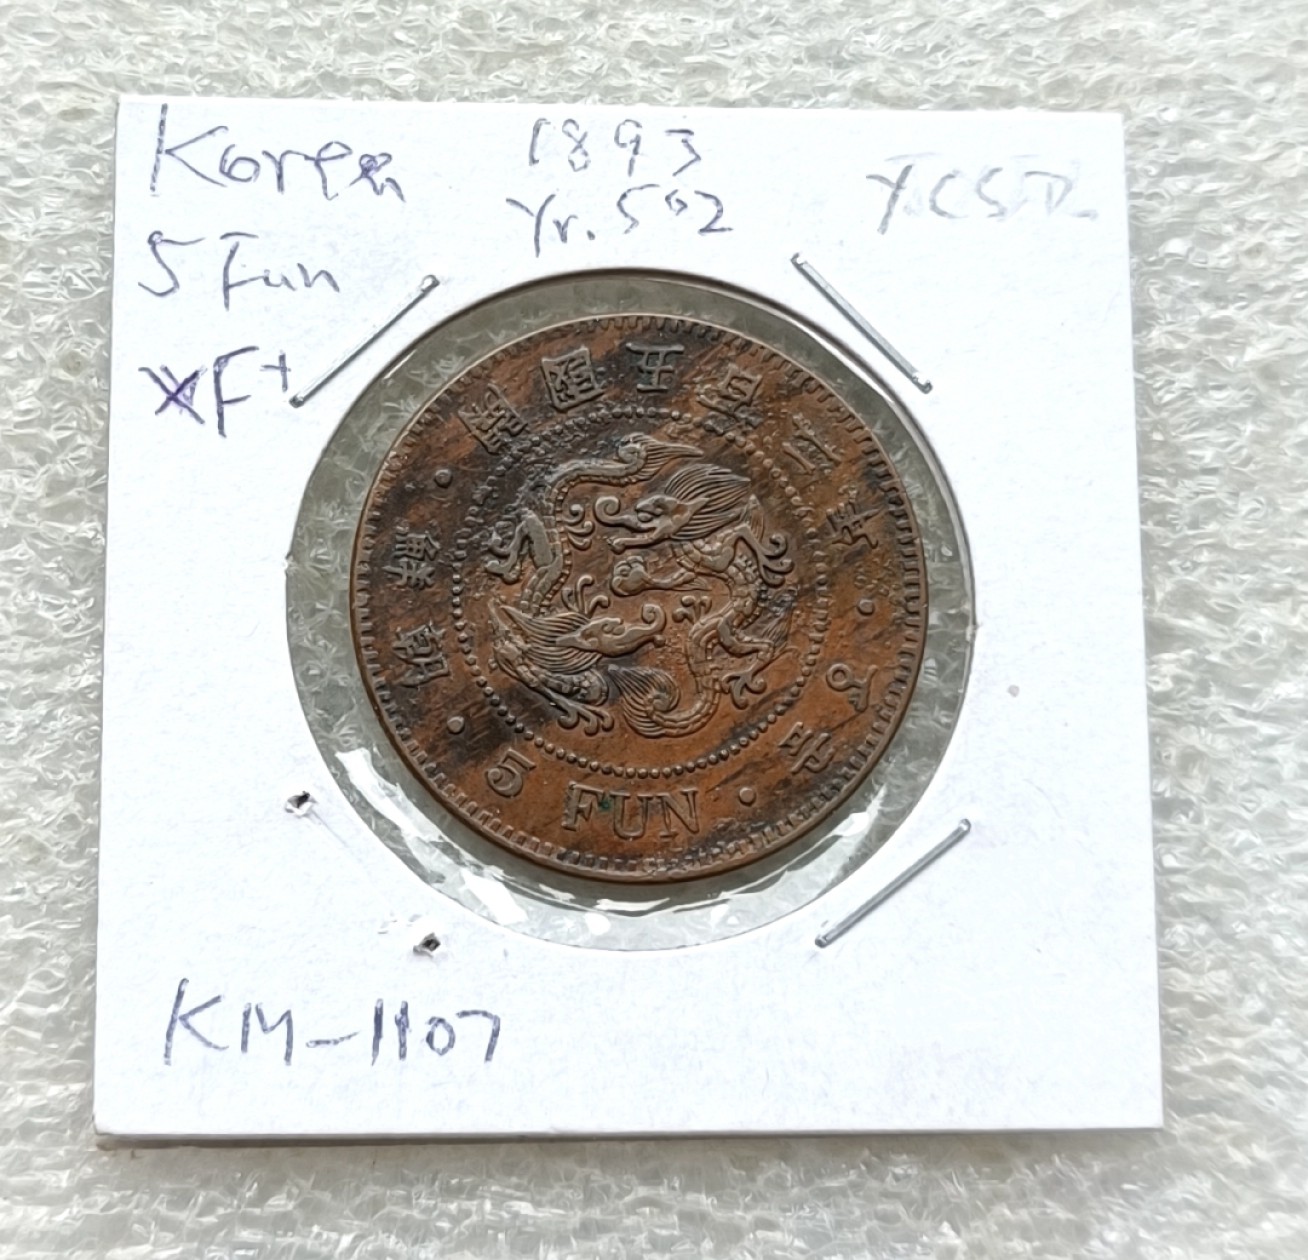 Korea
5 Fun
XF+
1893
Yr. 502
朝鮮 · 開國五百二年 · 오푼 · 5 FUN ·
KM-1107